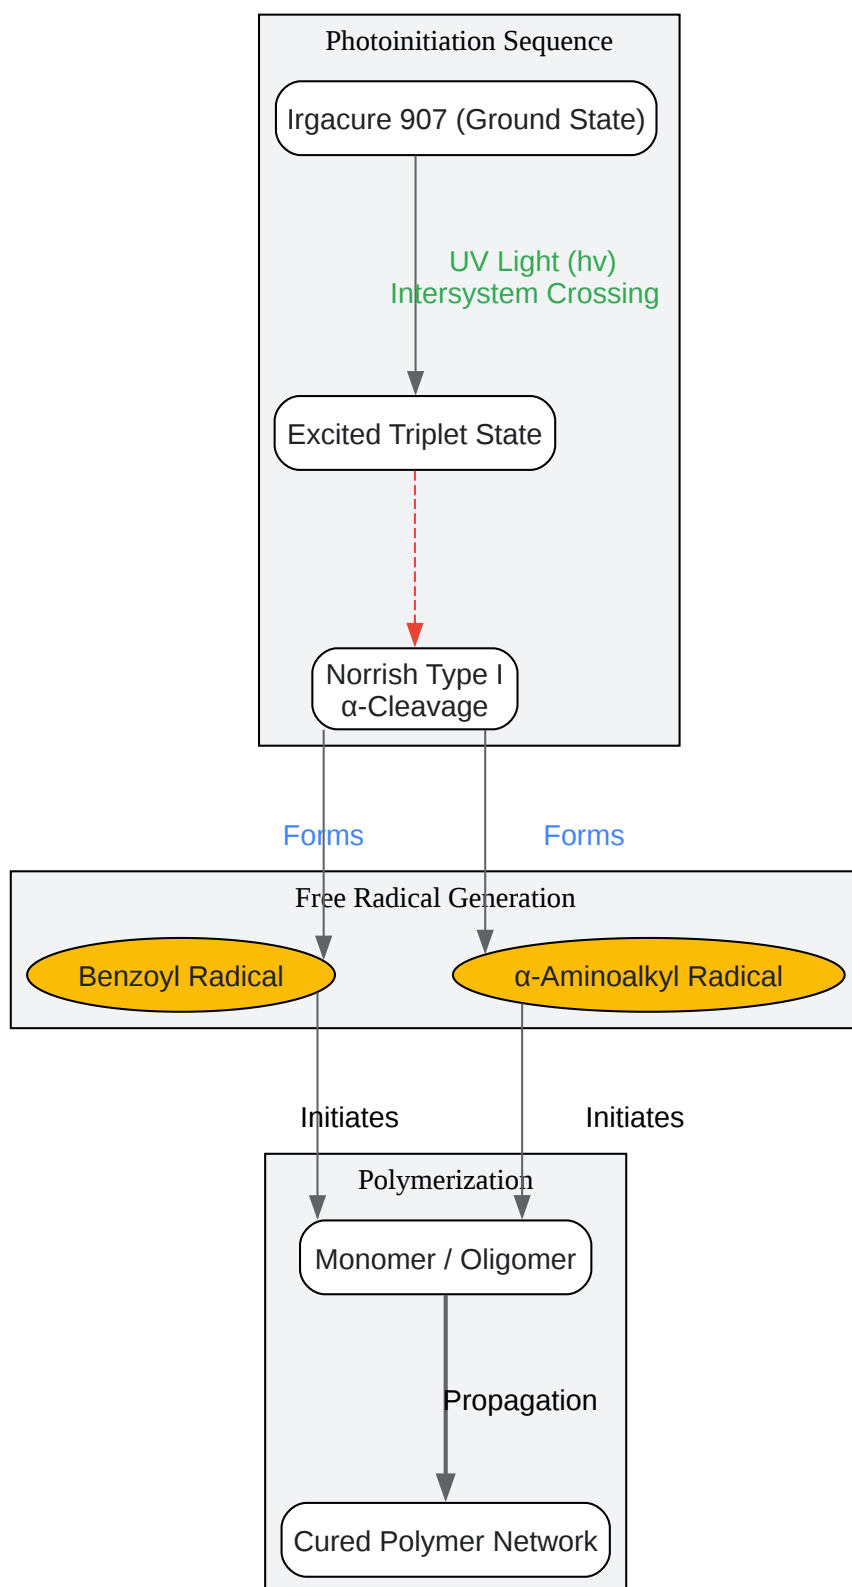 Photoinitiation Sequence
Irgacure 907 (Ground State)
UV Light (hv)
Intersystem Crossing
Excited Triplet State
Norrish Type I
α-Cleavage
Forms
Forms
Free Radical Generation
Benzoyl Radical
α-Aminoalkyl Radical
Initiates
Initiates
Polymerization
Monomer / Oligomer
Propagation
Cured Polymer Network